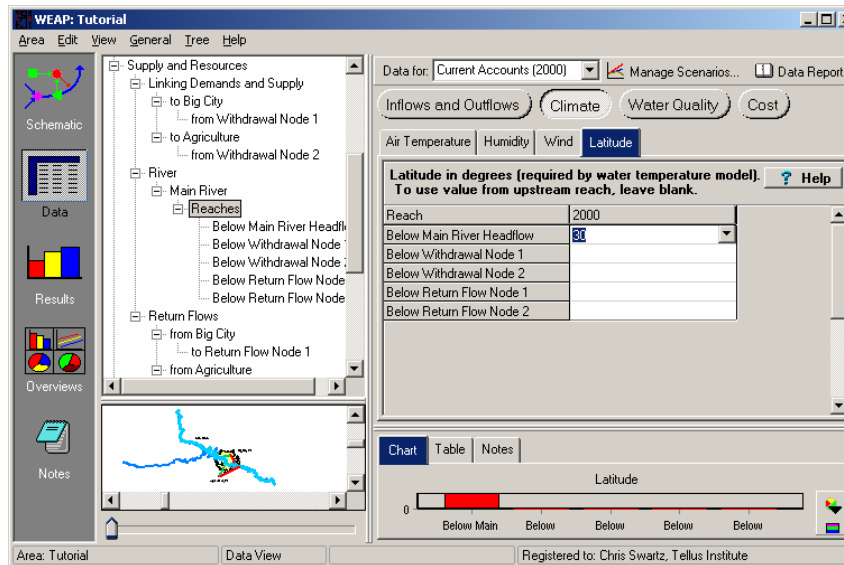 WEAP: Tutorial
Area Edit View General Tree Help
Schematic
Data
Results
Overviews
Notes
Supply and Resources
Linking Demands and Supply
to Big City
from Withdrawal Node 1
to Agriculture
from Withdrawal Node 2
River
Main River
Reaches
Below Main River Headfl
Below Withdrawal Node
Below Withdrawal Node
Below Return Flow Node
Below Return Flow Node
Return Flows
from Big City
to Return Flow Node 1
from Agriculture
Data for: Current Accounts (2000) Manage Scenarios... Data Report
Inflows and Outflows Climate Water Quality Cost
Air Temperature Humidity Wind Latitude
Latitude in degrees (required by water temperature model).
To use value from upstream reach, leave blank.
? Help
Reach 2000
Below Main River Headflow 30
Below Withdrawal Node 1
Below Withdrawal Node 2
Below Return Flow Node 1
Below Return Flow Node 2
Chart Table Notes
Latitude
0
Below Main Below Below Below Below
Area: Tutorial Data View Registered to: Chris Swartz, Tellus Institute